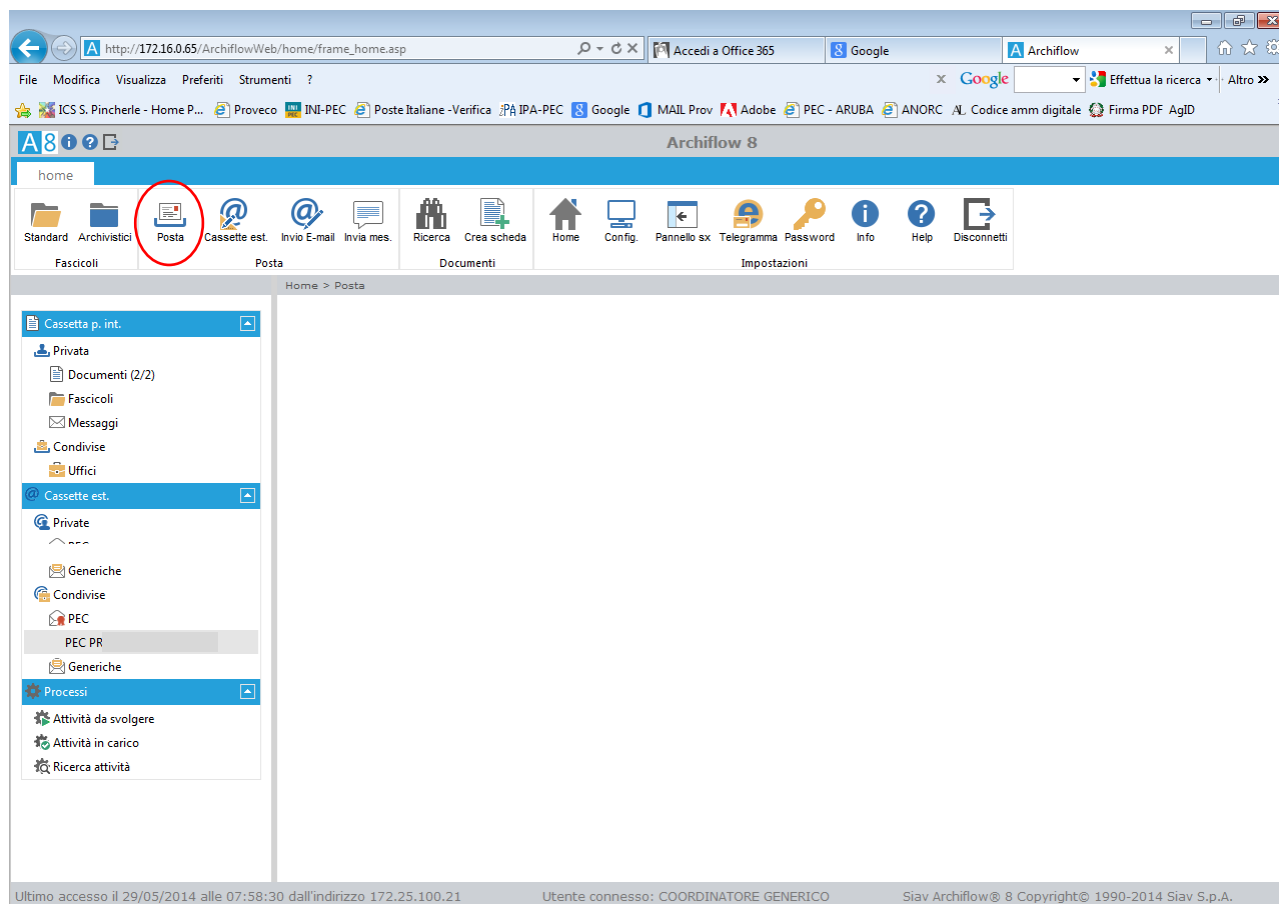 http://172.16.0.65/ArchiflowWeb/home/frame_home.asp
Accedi a Office 365
Google
Archiflow
File Modifica Visualizza Preferiti Strumenti ?
x Google
Effettua la ricerca
Altro
ICS S. Pincherle - Home P...
Proveco
INI-PEC
Poste Italiane -Verifica
IPA-PEC
Google
MAIL Prov
Adobe
PEC - ARUBA
ANORC
Codice amm digitale
Firma PDF AgID
A8
Archiflow 8
home
Standard Archivistici Posta Cassette est. Invio E-mail Invia mes. Ricerca Crea scheda Home Config. Pannello sx Telegramma Password Info Help Disconnetti
Fascicoli Posta Documenti Impostazioni
Home > Posta
Cassetta p. int.
Privata
Documenti (2/2)
Fascicoli
Messaggi
Condivise
Uffici
@ Cassette est.
Private
Generiche
Condivise
PEC
PEC PR
Generiche
Processi
Attività da svolgere
Attività in carico
Ricerca attività
Ultimo accesso il 29/05/2014 alle 07:58:30 dall'indirizzo 172.25.100.21
Utente connesso: COORDINATORE GENERICO
Siav Archiflow® 8 Copyright© 1990-2014 Siav S.p.A.